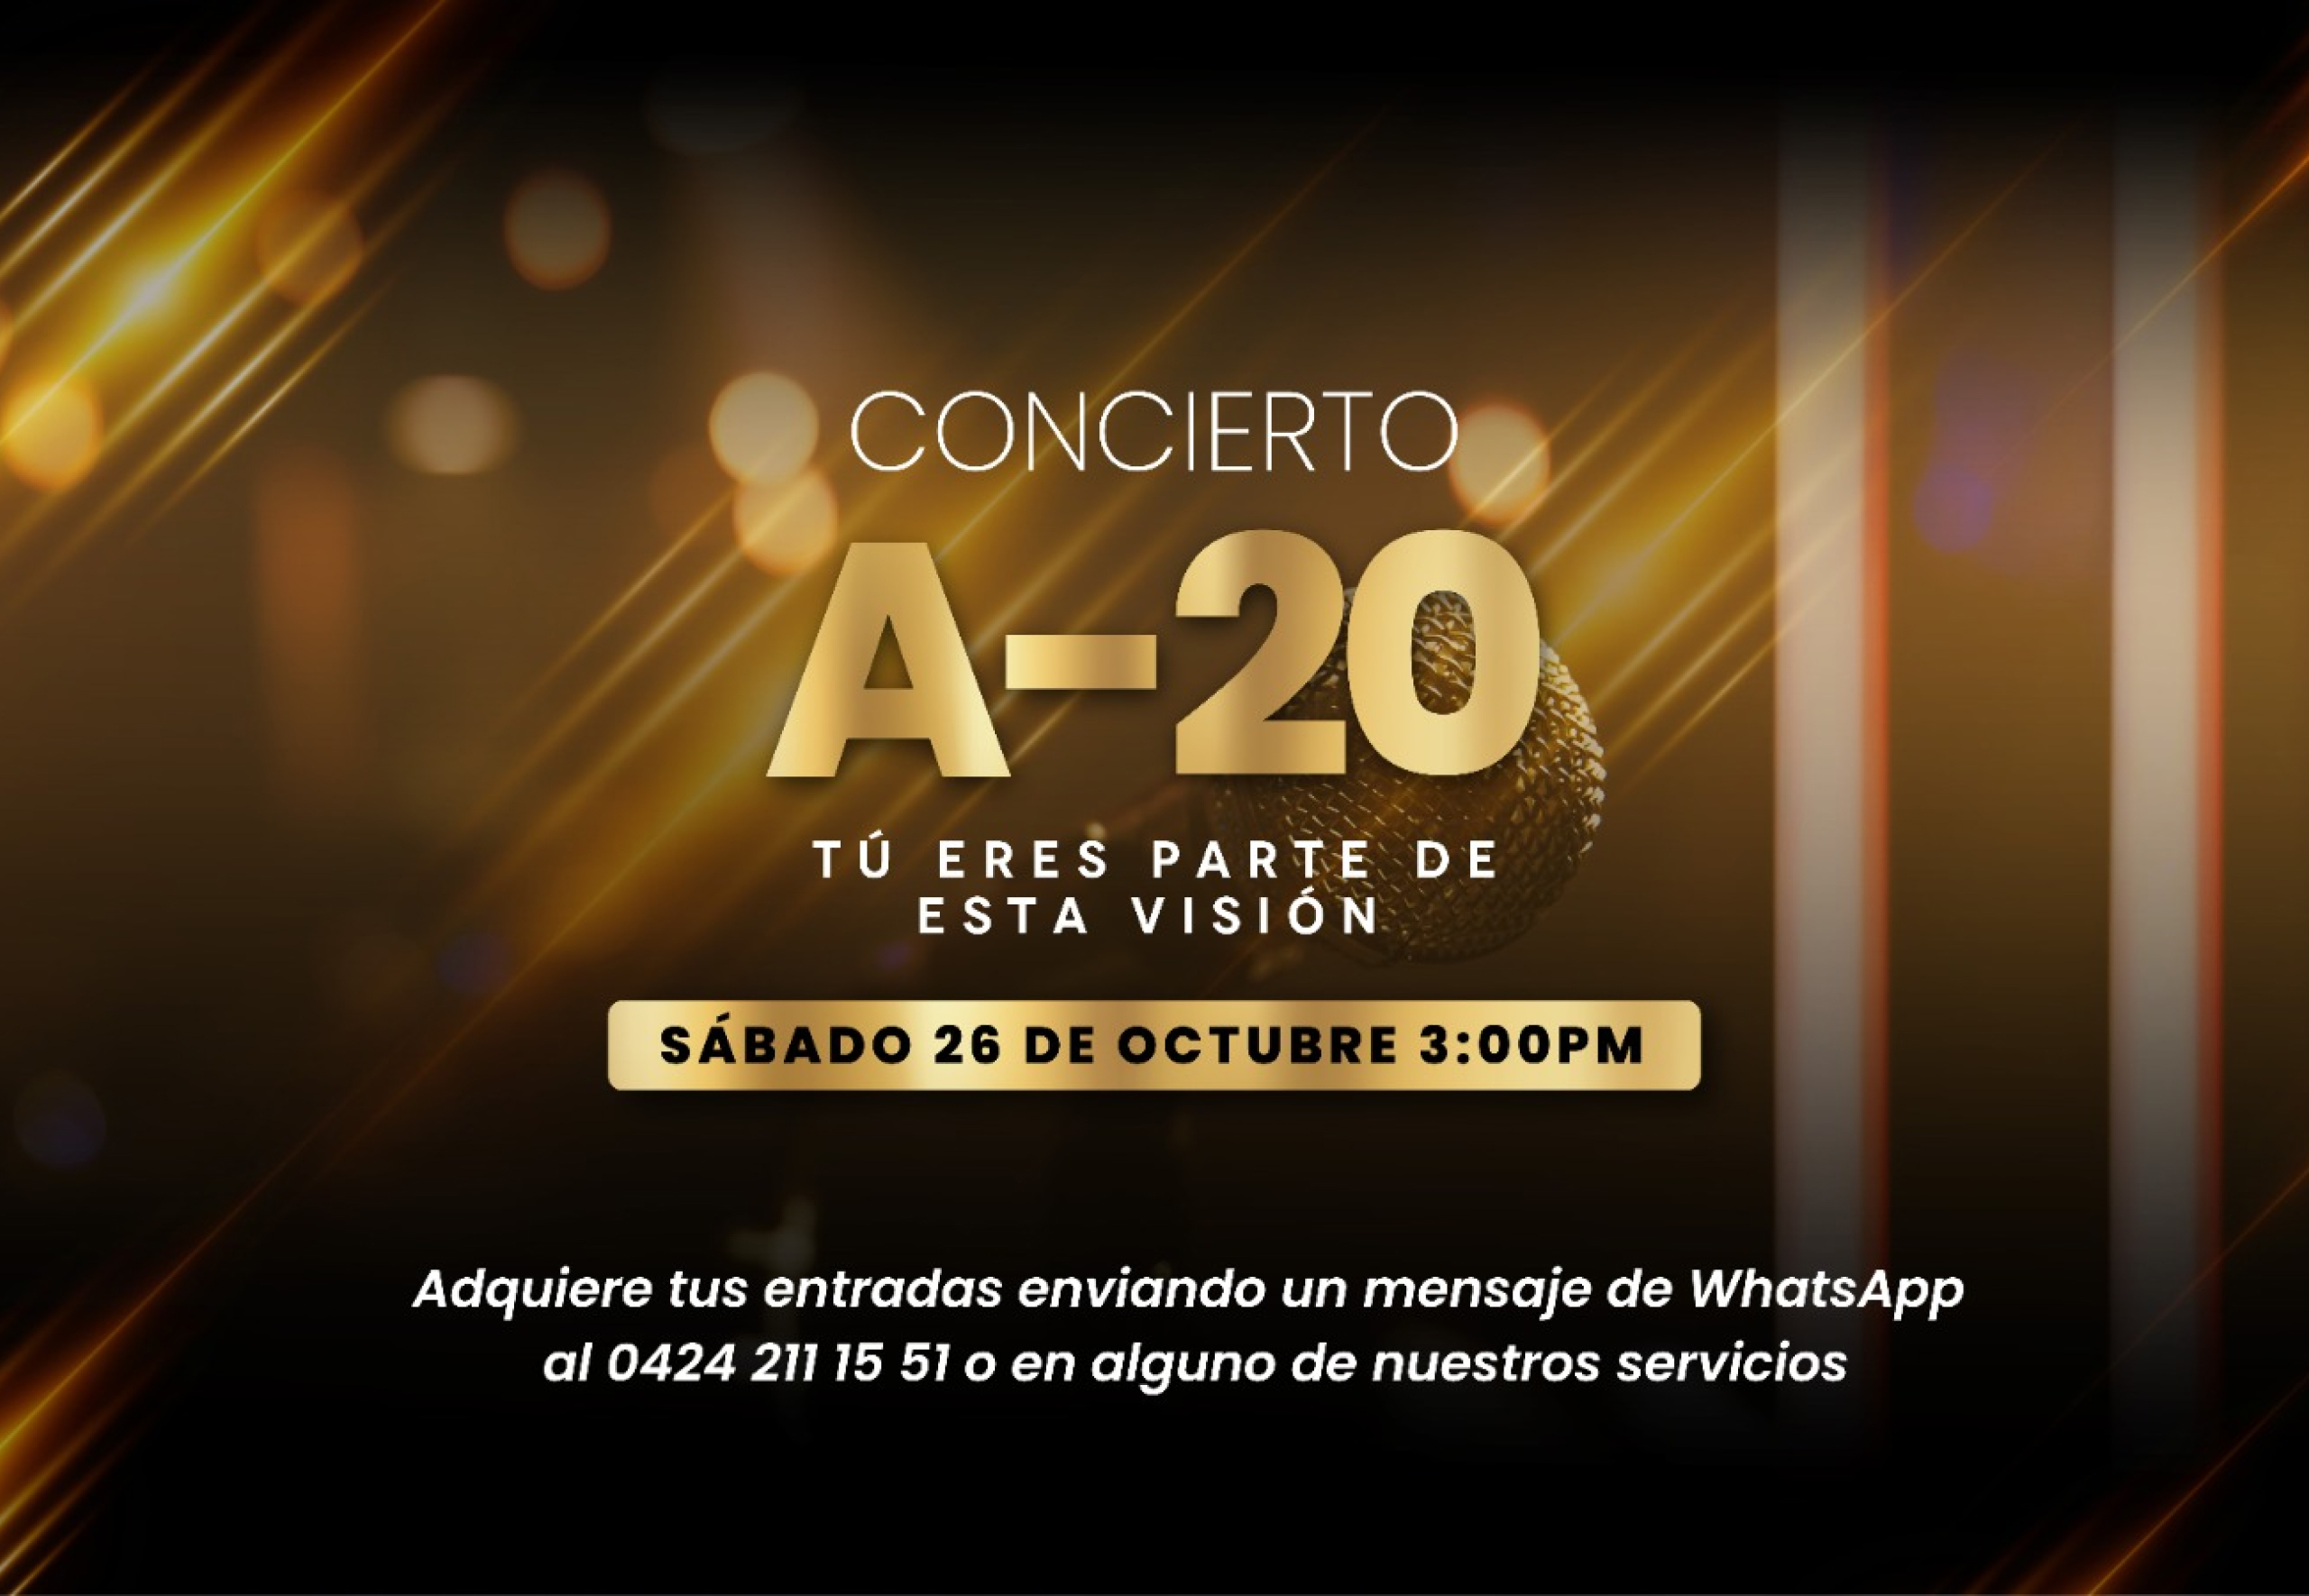 CONCIERTO
A-20
TÚ ERES PARTE DE
ESTA VISIÓN
SÁBADO 26 DE OCTUBRE 3:00PM
Adquiere tus entradas enviando un mensaje de WhatsApp
al 0424 211 15 51 o en alguno de nuestros servicios